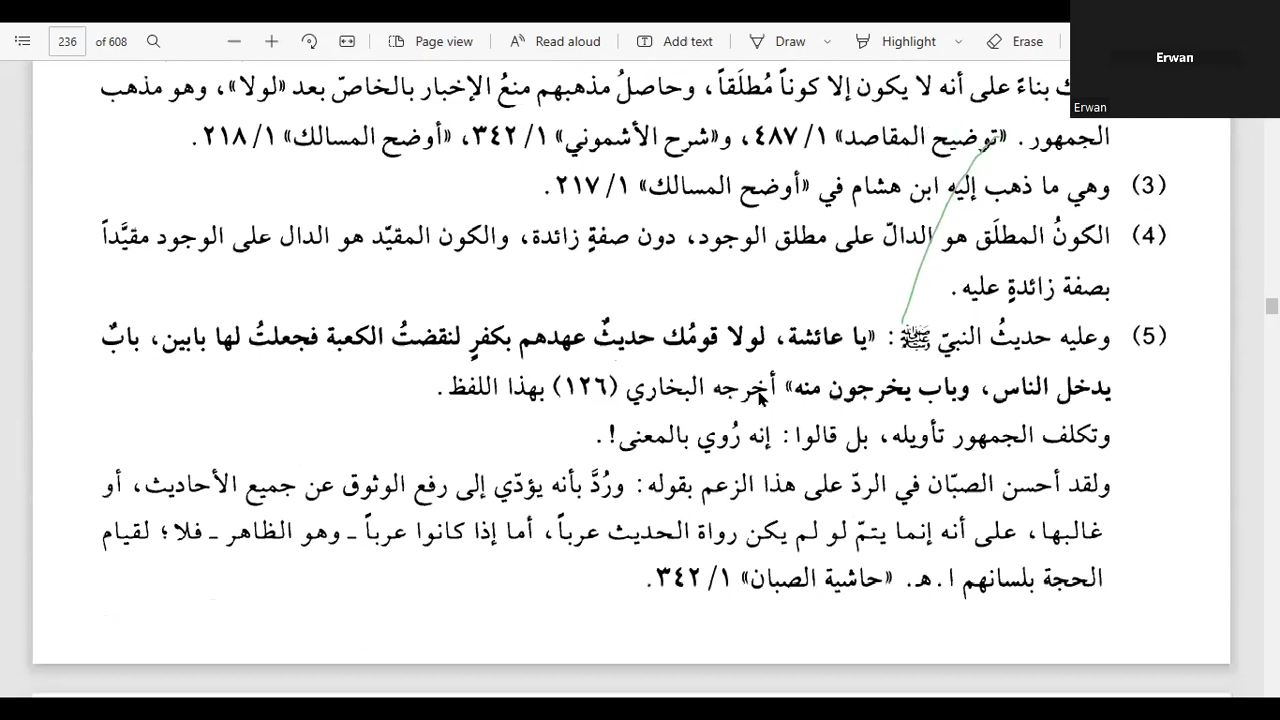 236 of 608 Page view Read aloud Add text Draw Highlight Erase
Erwan
Erwan
بناءً على أنه لا يكون إلا كوناً مُطلَقاً، وحاصلُ مذهبهم منعُ الإخبار بالخاصّ بعد «لولا»، وهو مذهب
الجمهور. «توضيح المقاصد» ١/ ٤٨٧، و«شرح الأشموني» ١/ ٣٤٢، «أوضح المسالك» ١/ ٢١٨.
(3) وهي ما ذهب إليه ابن هشام في «أوضح المسالك» ١/ ٢١٧.
(4) الكونُ المطلَق هو الدالّ على مطلق الوجود، دون صفةٍ زائدة، والكون المقيّد هو الدال على الوجود مقيَّداً
بصفة زائدةٍ عليه.
(5) وعليه حديثُ النبيّ ﷺ: «يا عائشة، لولا قومُك حديثٌ عهدهم بكفرٍ لنقضتُ الكعبة فجعلتُ لها بابين، بابٌ
يدخل الناس، وباب يخرجون منه» أخرجه البخاري (١٢٦) بهذا اللفظ.
وتكلف الجمهور تأويله، بل قالوا: إنه رُوي بالمعنى!.
ولقد أحسن الصبّان في الردّ على هذا الزعم بقوله: ورُدَّ بأنه يؤدّي إلى رفع الوثوق عن جميع الأحاديث، أو
غالبها، على أنه إنما يتمّ لو لم يكن رواة الحديث عرباً، أما إذا كانوا عرباً ـ وهو الظاهر ـ فلا؛ لقيام
الحجة بلسانهم ا.هـ. «حاشية الصبان» ١/ ٣٤٢.